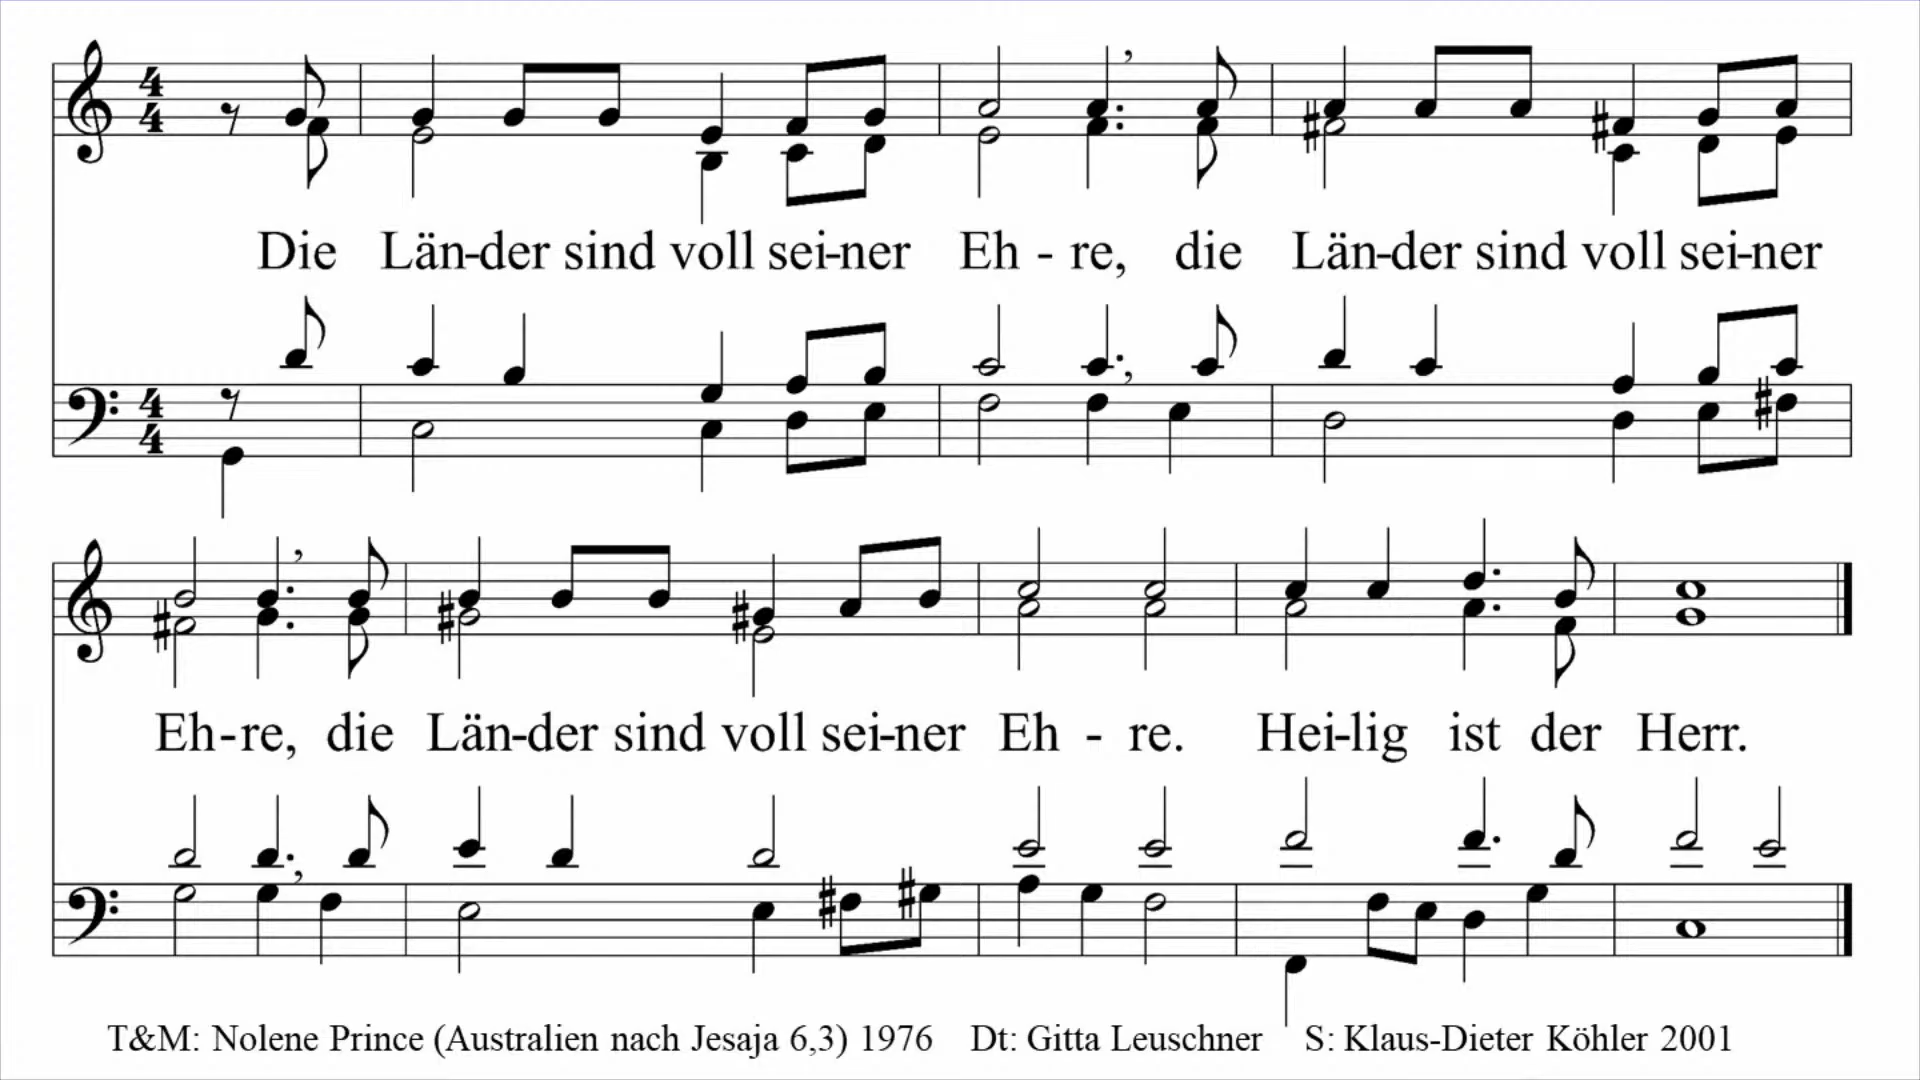 Die Län-der sind voll sei-ner Eh - re, die Län-der sind voll sei-ner
Eh-re, die Län-der sind voll sei-ner Eh - re. Hei-lig ist der Herr.
T&M: Nolene Prince (Australien nach Jesaja 6,3) 1976 Dt: Gitta Leuschner S: Klaus-Dieter Köhler 2001